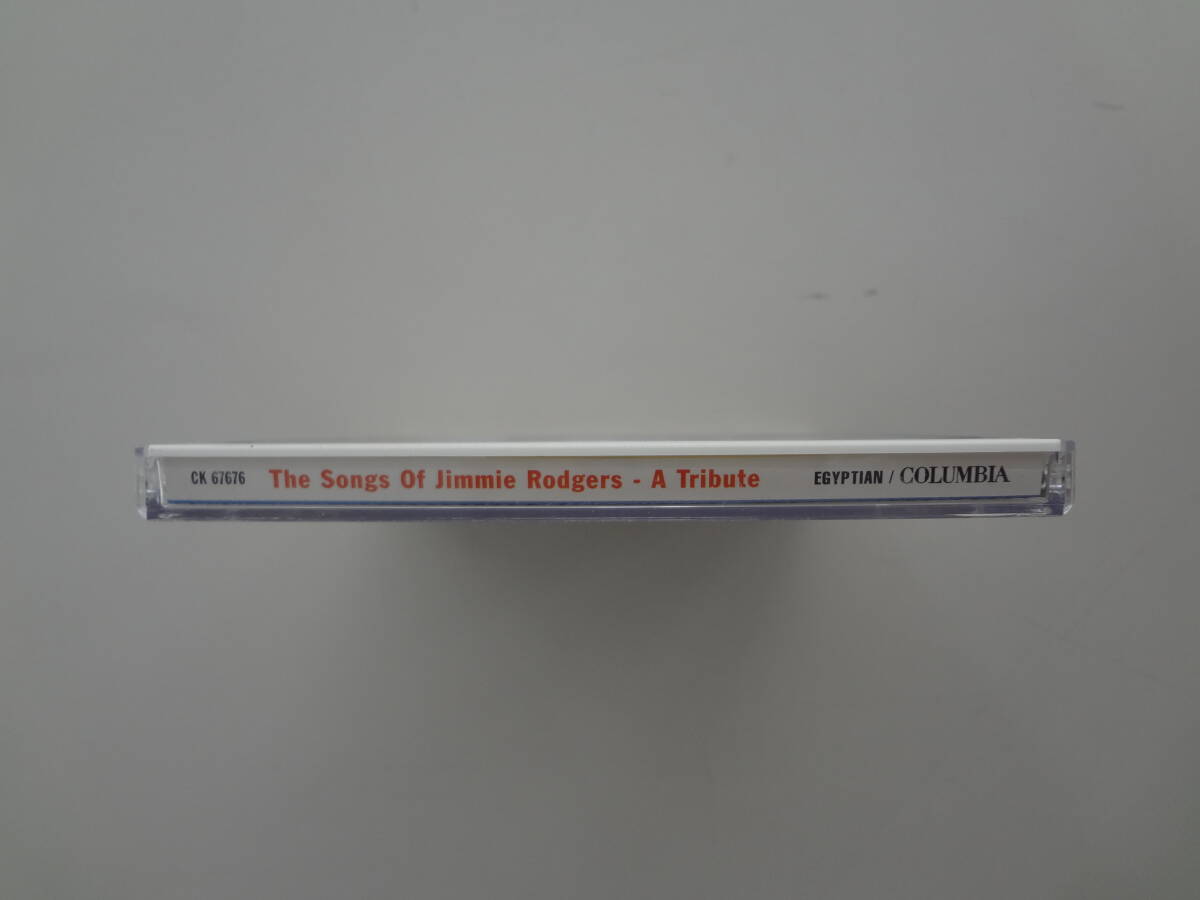 CK 67676 The Songs Of Jimmie Rodgers - A Tribute EGYPTIAN / COLUMBIA